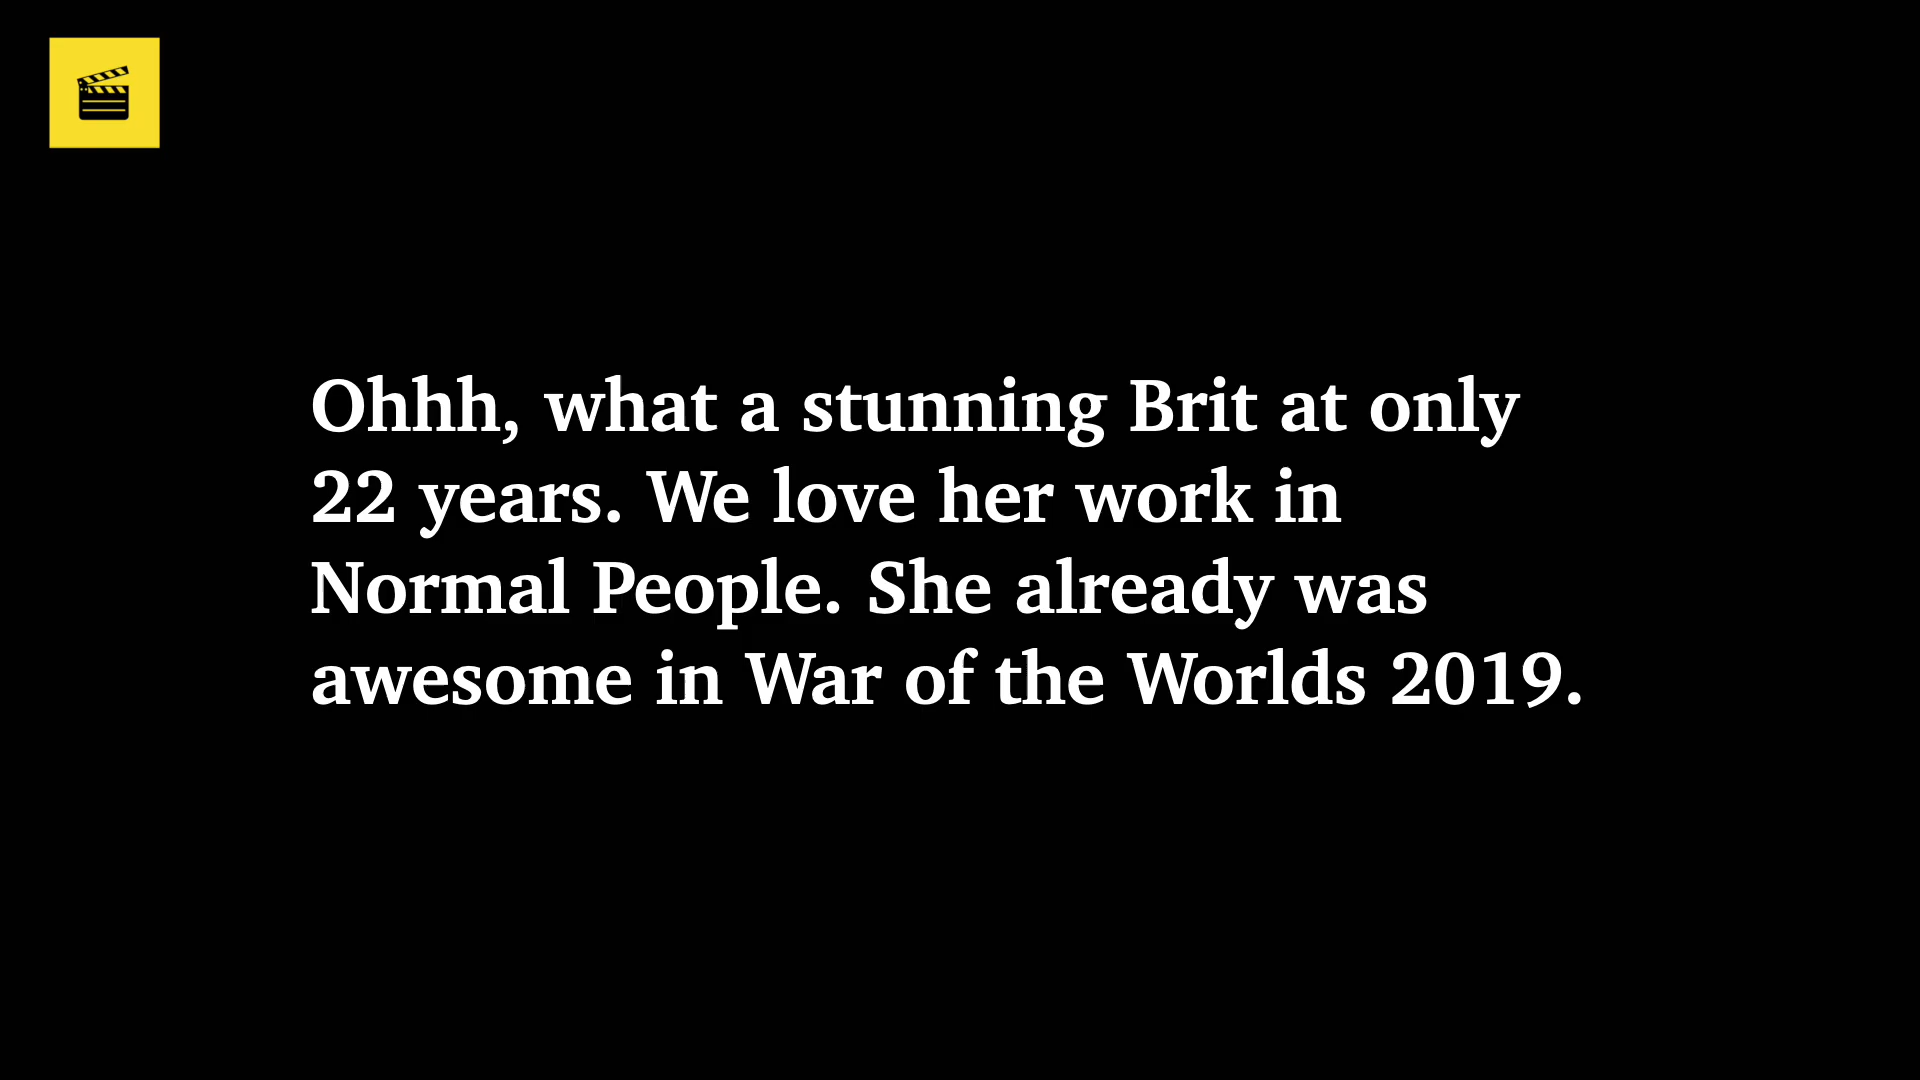 Ohhh, what a stunning Brit at only
22 years. We love her work in
Normal People. She already was
awesome in War of the Worlds 2019.